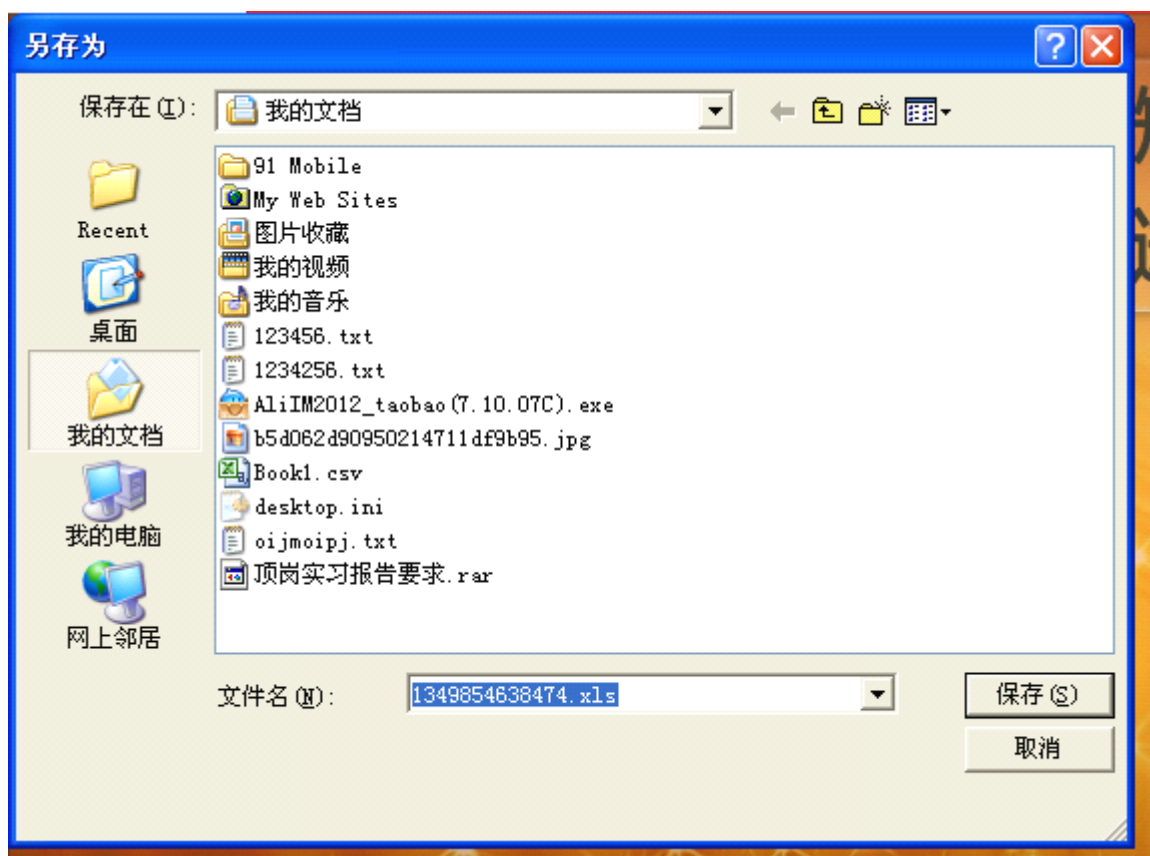 另存为
保存在(I):
我的文档
91 Mobile
My Web Sites
图片收藏
我的视频
我的音乐
123456.txt
1234256.txt
AliIM2012_taobao(7.10.07C).exe
b5d062d90950214711df9b95.jpg
Book1.csv
desktop.ini
oijmoipj.txt
顶岗实习报告要求.rar
Recent
桌面
我的文档
我的电脑
网上邻居
文件名(N):
1349854638474.xls
保存(S)
取消